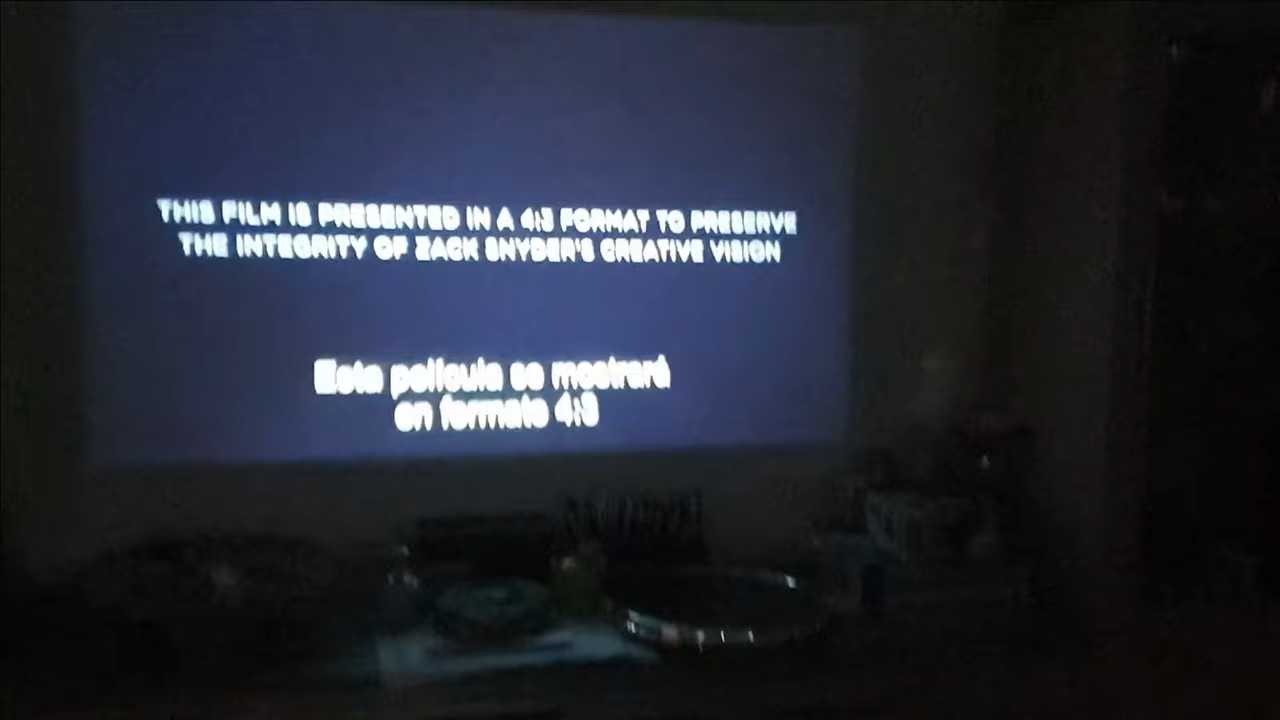 THIS FILM IS PRESENTED IN A 4:3 FORMAT TO PRESERVE
THE INTEGRITY OF ZACK SNYDER'S CREATIVE VISION
Esta película se mostrará
en formato 4:3